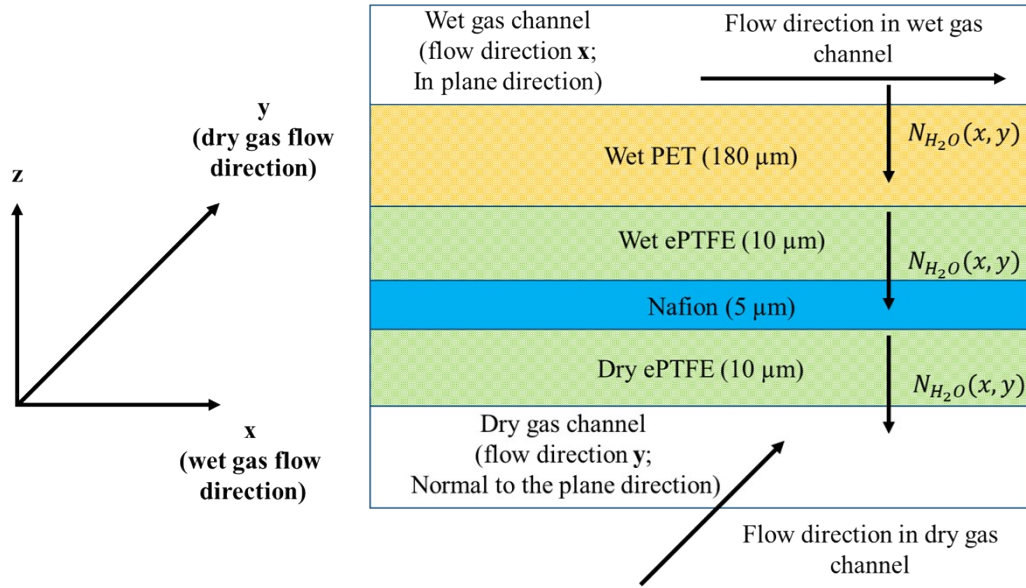 Wet gas channel
(flow direction x;
In plane direction)
Flow direction in wet gas
channel
y
(dry gas flow
direction)
z
x
(wet gas flow
direction)
N_{H_2O}(x, y)
Wet PET (180 µm)
Wet ePTFE (10 µm)
N_{H_2O}(x, y)
Nafion (5 µm)
Dry ePTFE (10 µm)
N_{H_2O}(x, y)
Dry gas channel
(flow direction y;
Normal to the plane direction)
Flow direction in dry gas
channel